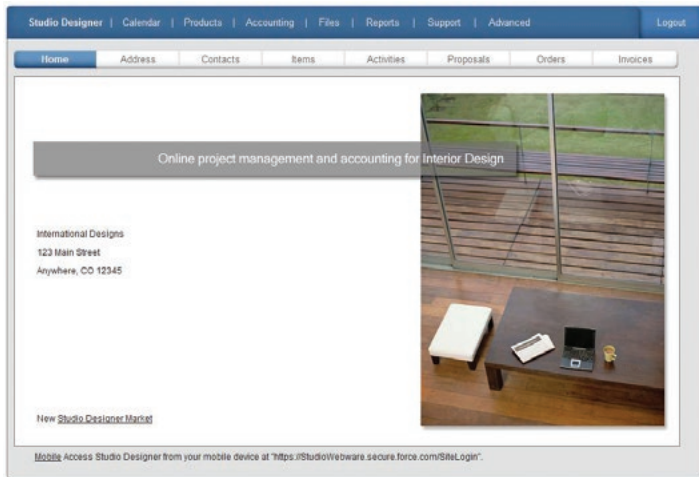 Studio Designer | Calendar | Products | Accounting | Files | Reports | Support | Advanced Logout
Home Address Contacts Items Activities Proposals Orders Invoices
Online project management and accounting for Interior Design
International Designs
123 Main Street
Anywhere, CO 12345
New Studio Designer Market
Mobile Access Studio Designer from your mobile device at "https://StudioWebware.secure.force.com/SiteLogin".